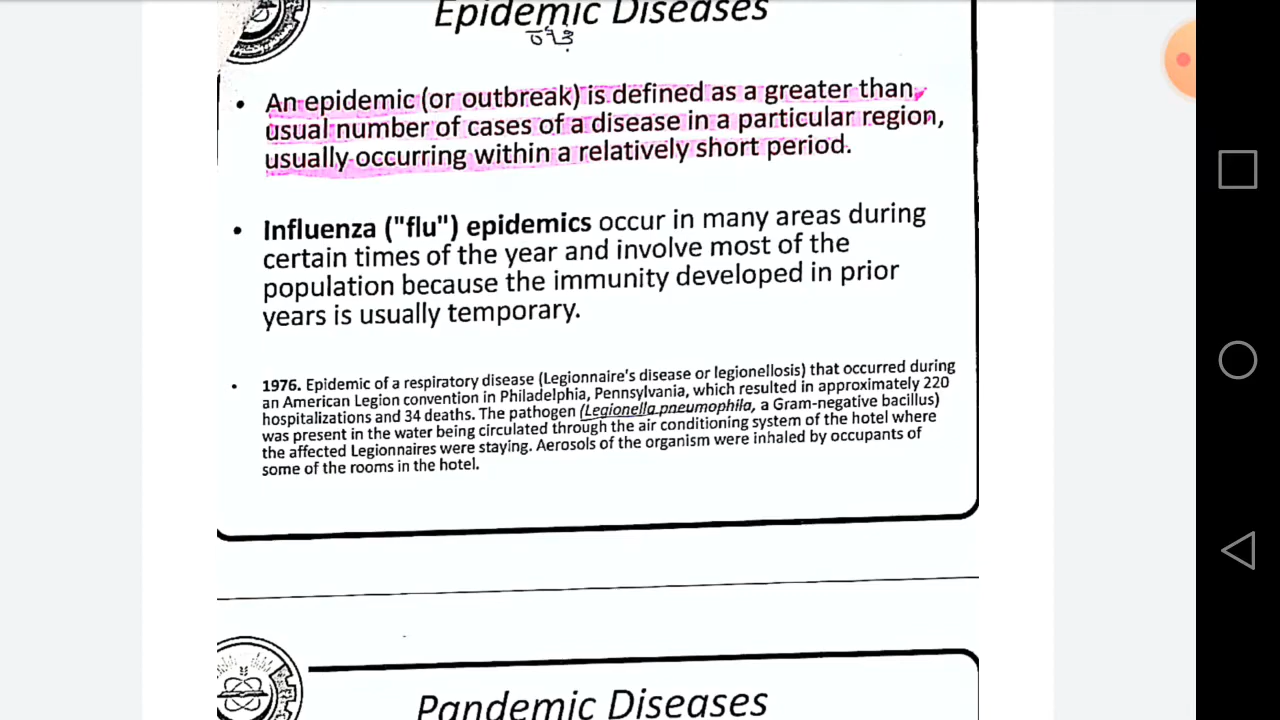 Epidemic Diseases
• An epidemic (or outbreak) is defined as a greater than
usual number of cases of a disease in a particular region,
usually occurring within a relatively short period.
• Influenza ("flu") epidemics occur in many areas during
certain times of the year and involve most of the
population because the immunity developed in prior
years is usually temporary.
• 1976. Epidemic of a respiratory disease (Legionnaire's disease or legionellosis) that occurred during
an American Legion convention in Philadelphia, Pennsylvania, which resulted in approximately 220
hospitalizations and 34 deaths. The pathogen (Legionella pneumophila, a Gram-negative bacillus)
was present in the water being circulated through the air conditioning system of the hotel where
the affected Legionnaires were staying. Aerosols of the organism were inhaled by occupants of
some of the rooms in the hotel.
Pandemic Diseases